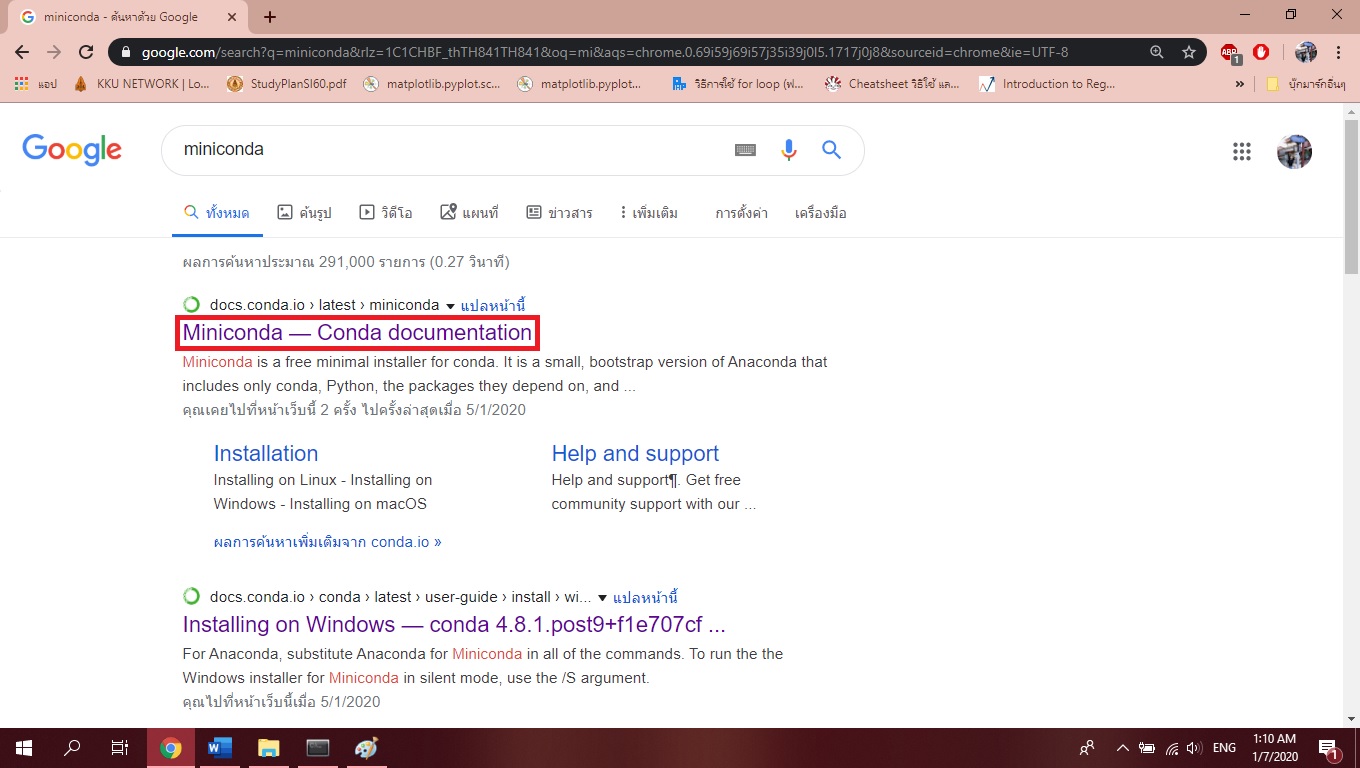 miniconda - ค้นหาด้วย Google
google.com/search?q=miniconda&rlz=1C1CHBF_thTH841TH841&oq=mi&aqs=chrome.0.69i59j69i57j35i39j0l5.1717j0j8&sourceid=chrome&ie=UTF-8
ABP
1
แอป KKU NETWORK | Lo... StudyPlanSI60.pdf matplotlib.pyplot.sc... matplotlib.pyplot... วิธีการใช้ for loop (ฟ... Cheatsheet วิธีใช้ แล... Introduction to Reg... » บุ๊กมาร์กอื่นๆ
Google
miniconda
ทั้งหมด ค้นรูป วิดีโอ แผนที่ ข่าวสาร เพิ่มเติม การตั้งค่า เครื่องมือ
ผลการค้นหาประมาณ 291,000 รายการ (0.27 วินาที)
docs.conda.io › latest › miniconda แปลหน้านี้
Miniconda — Conda documentation
Miniconda is a free minimal installer for conda. It is a small, bootstrap version of Anaconda that
includes only conda, Python, the packages they depend on, and ...
คุณเคยไปที่หน้าเว็บนี้ 2 ครั้ง ไปครั้งล่าสุดเมื่อ 5/1/2020
Installation
Installing on Linux - Installing on
Windows - Installing on macOS
Help and support
Help and support¶. Get free
community support with our ...
ผลการค้นหาเพิ่มเติมจาก conda.io »
docs.conda.io › conda › latest › user-guide › install › wi... แปลหน้านี้
Installing on Windows — conda 4.8.1.post9+f1e707cf ...
For Anaconda, substitute Anaconda for Miniconda in all of the commands. To run the the
Windows installer for Miniconda in silent mode, use the /S argument.
คุณไปที่หน้าเว็บนี้เมื่อ 5/1/2020
ENG
1:10 AM
1/7/2020
1